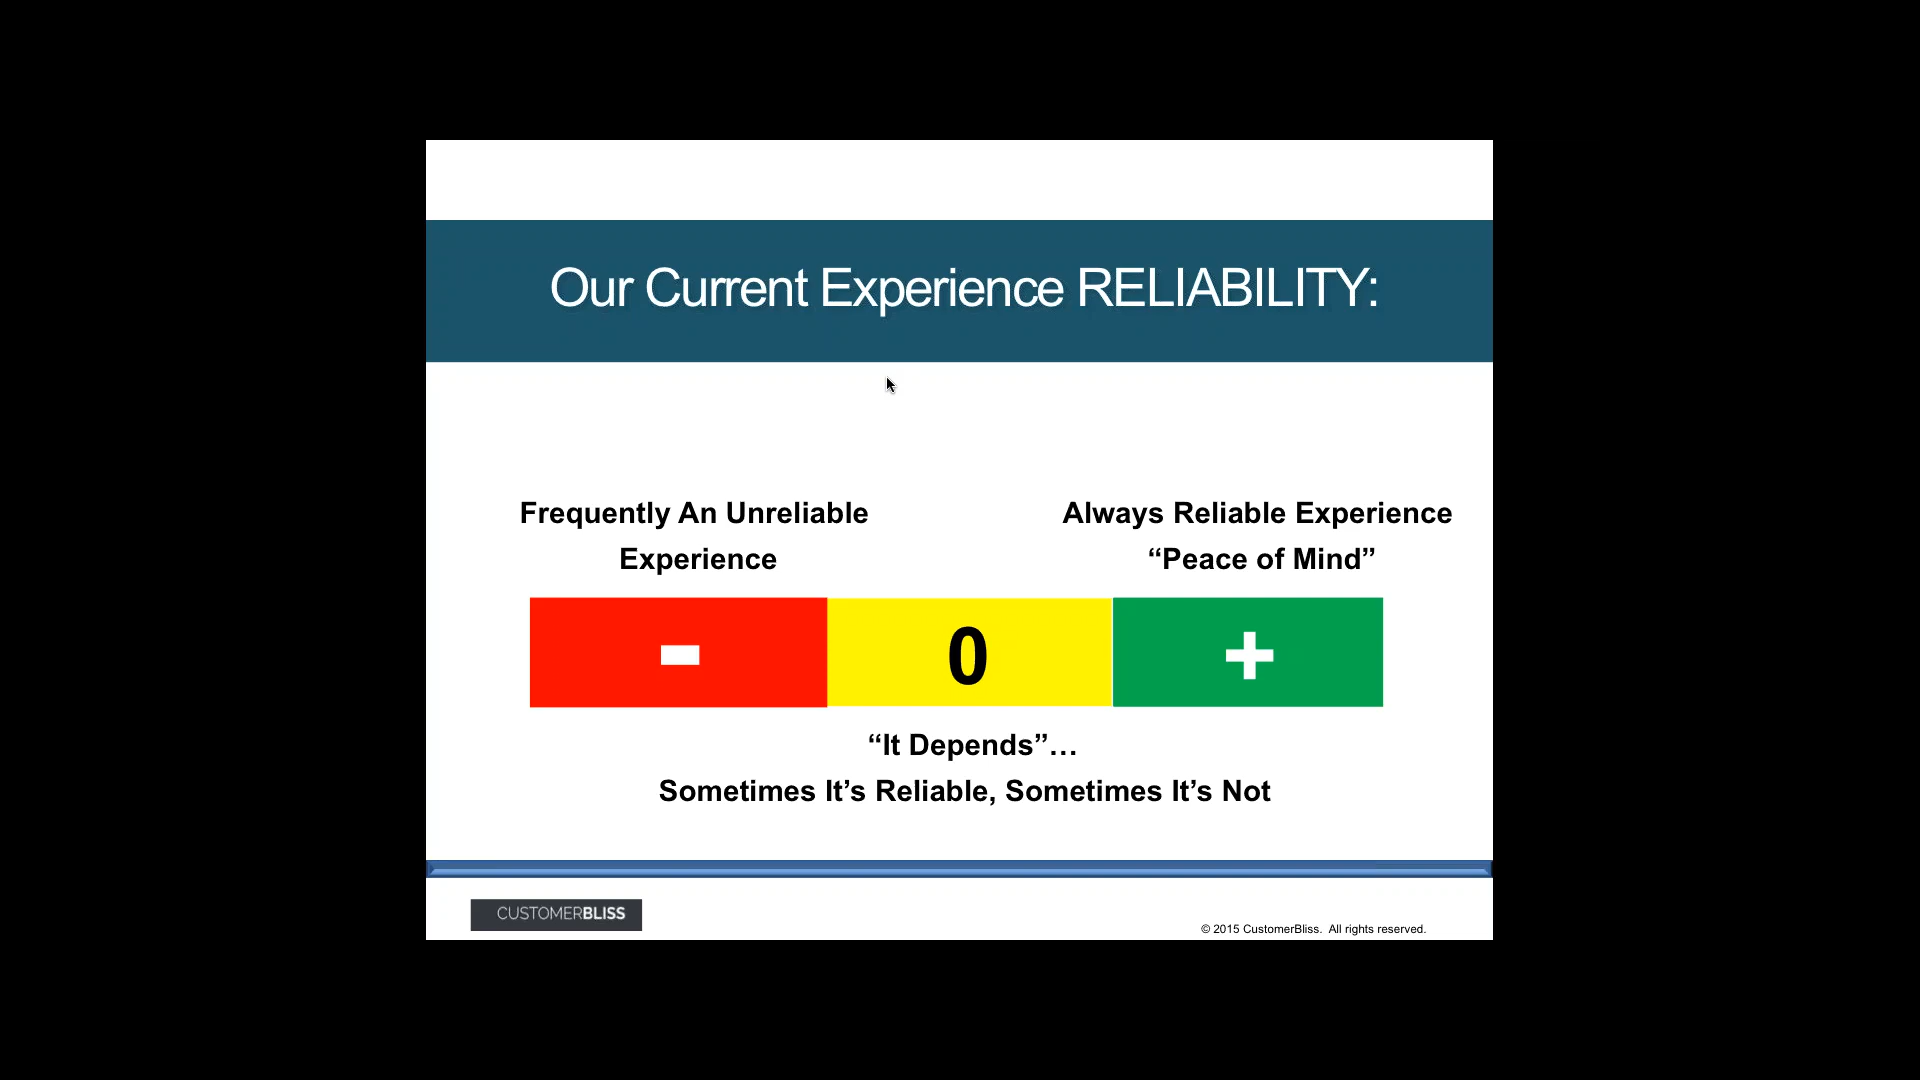 Our Current Experience RELIABILITY:
Frequently An Unreliable
Experience
Always Reliable Experience
“Peace of Mind”
-
0
+
“It Depends”…
Sometimes It’s Reliable, Sometimes It’s Not
CUSTOMERBLISS
© 2015 CustomerBliss. All rights reserved.